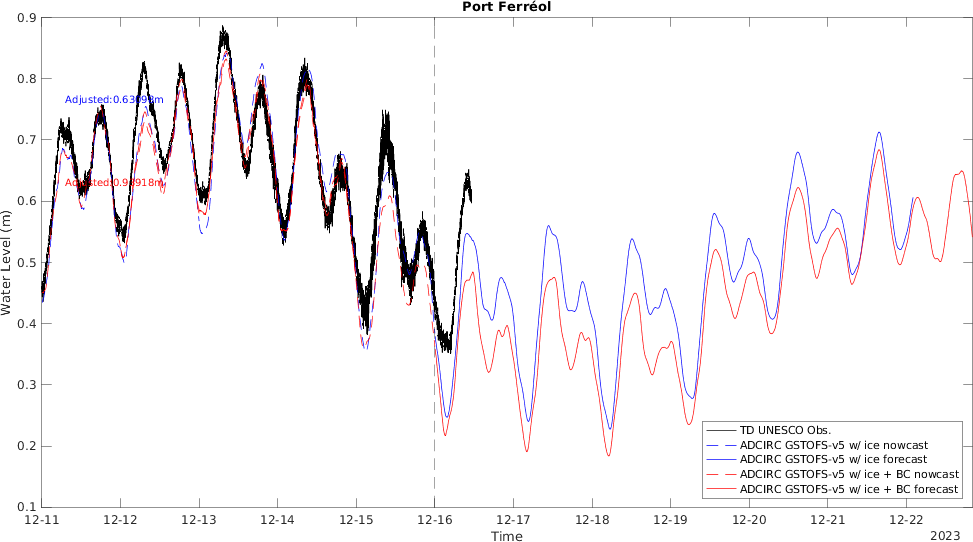 Port Ferréol
Water Level (m)
0.9
0.8
0.7
0.6
0.5
0.4
0.3
0.2
0.1
Adjusted:0.63093m
TD UNESCO Obs.
ADCIRC GSTOFS-v5 w/ ice nowcast
ADCIRC GSTOFS-v5 w/ ice forecast
ADCIRC GSTOFS-v5 w/ ice + BC nowcast
ADCIRC GSTOFS-v5 w/ ice + BC forecast
12-11 12-12 12-13 12-14 12-15 12-16 12-17 12-18 12-19 12-20 12-21 12-22
Time
2023